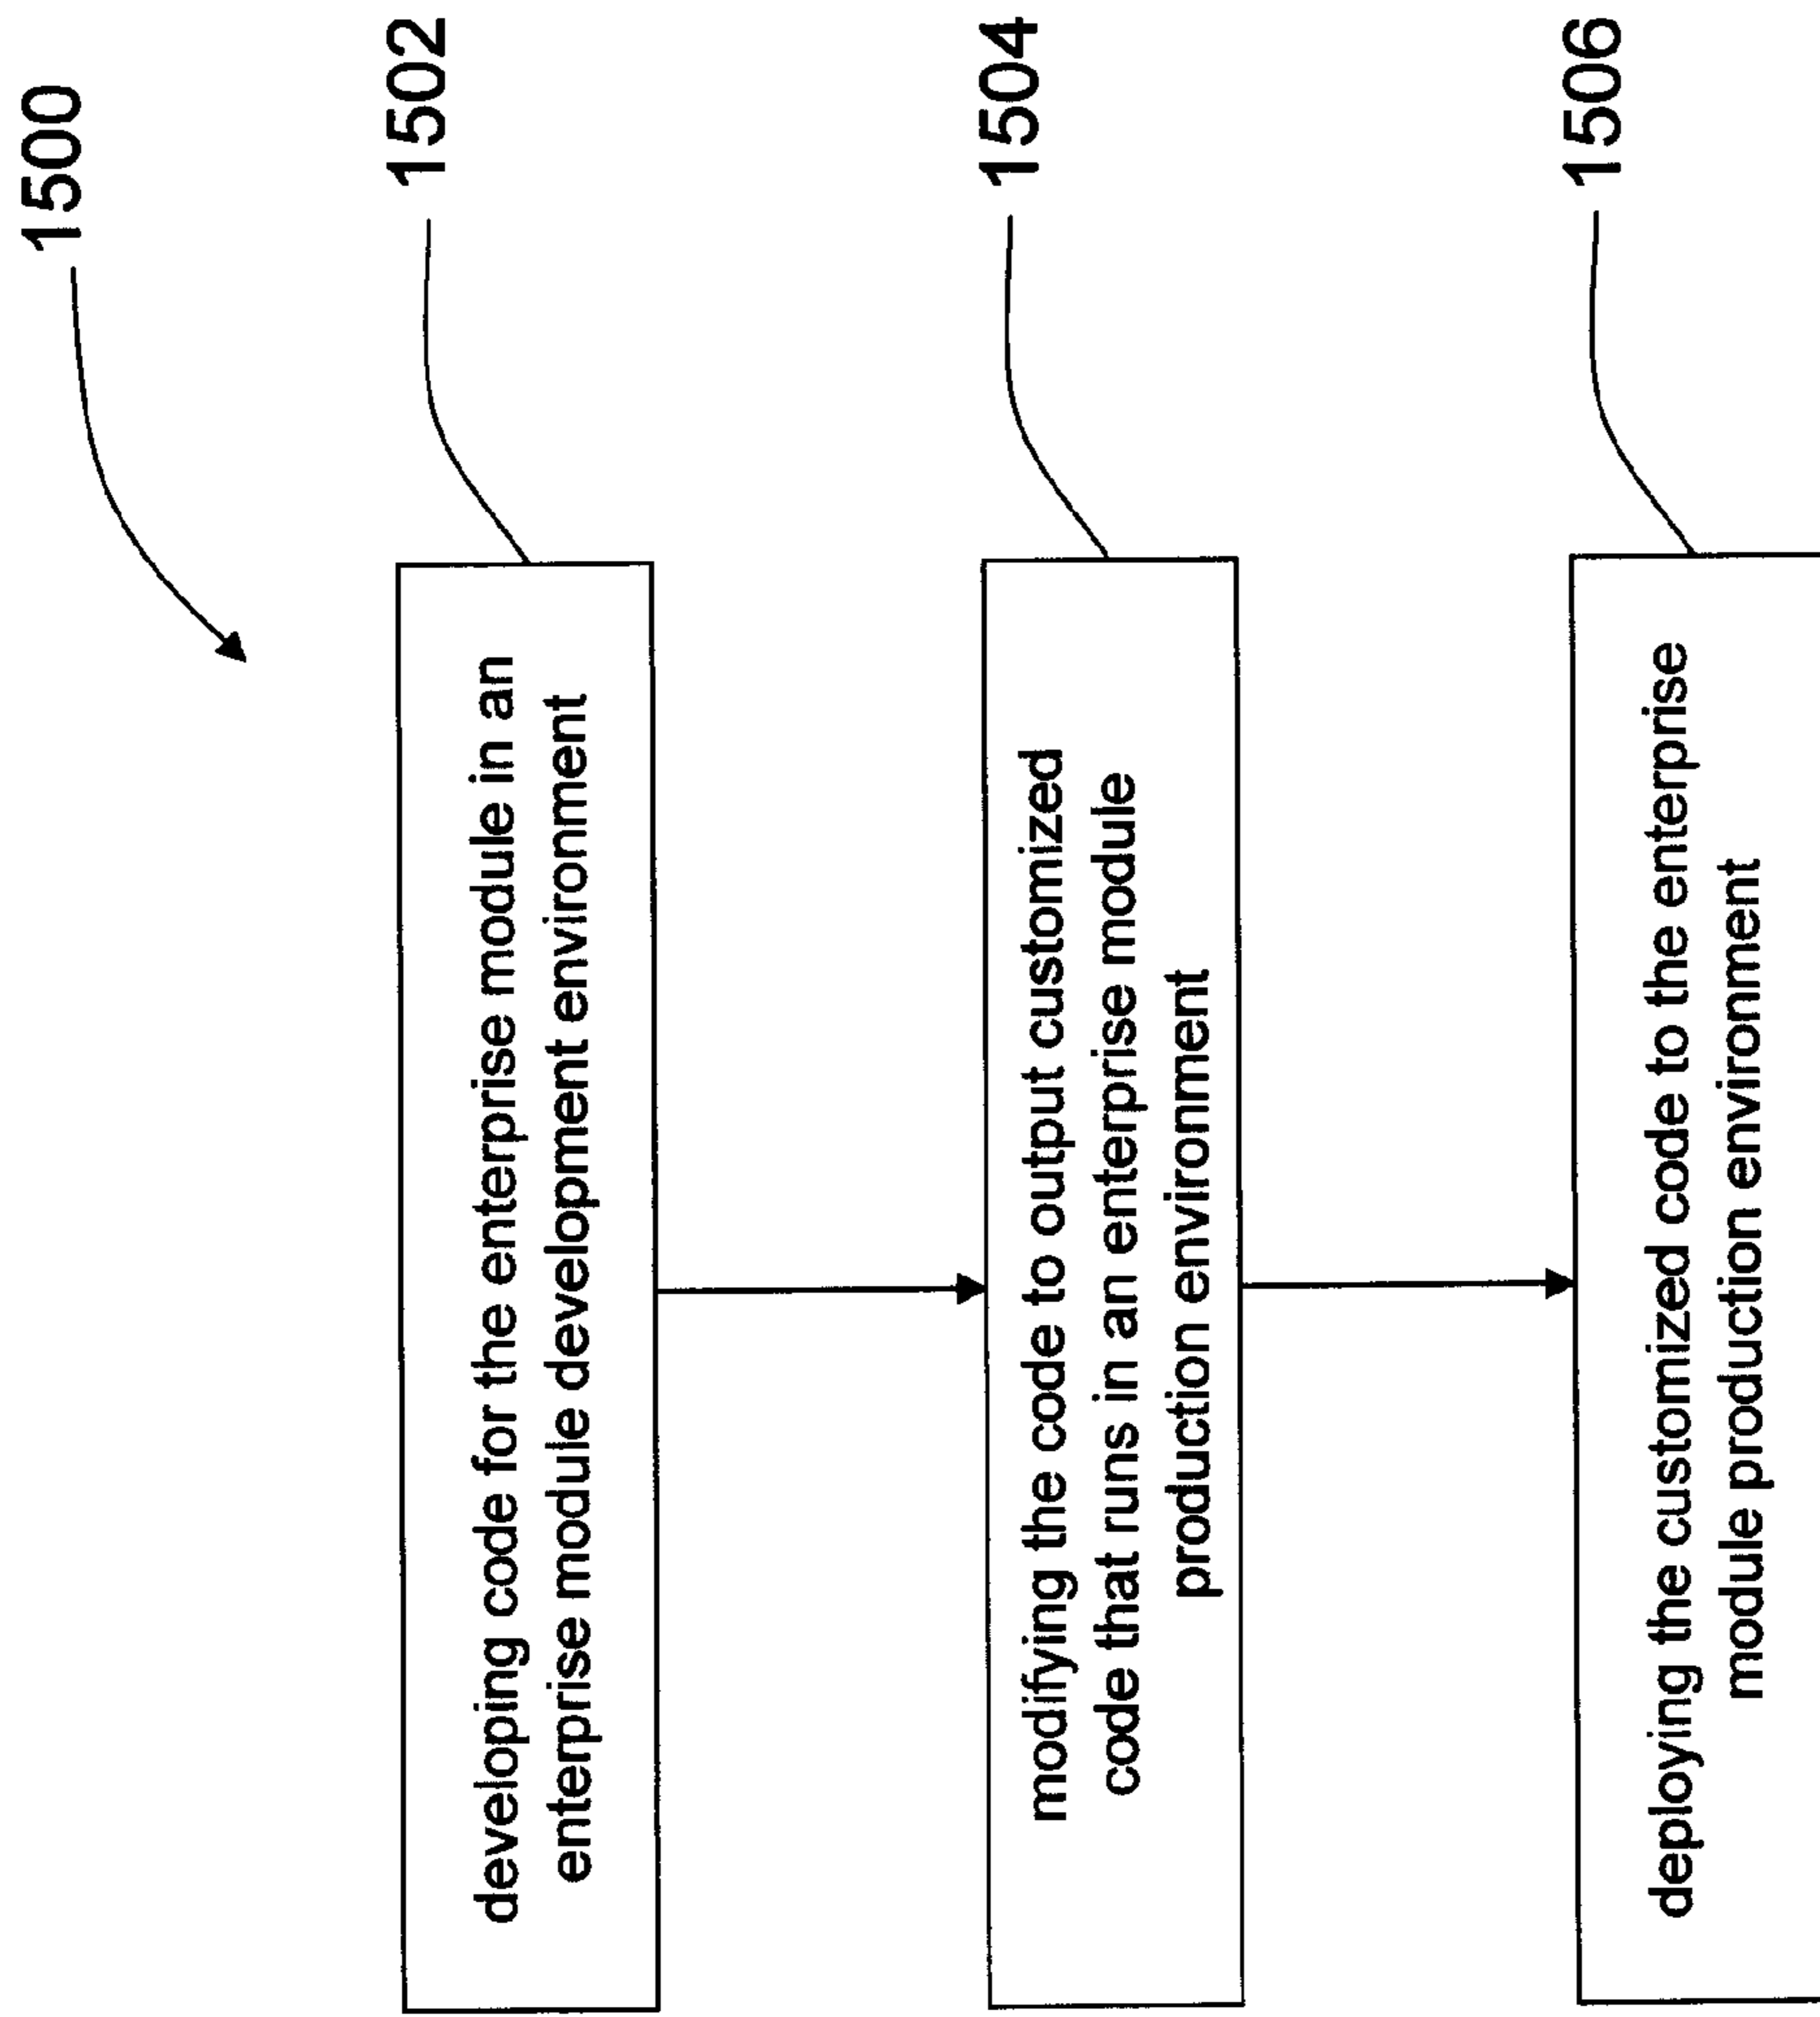 1500
developing code for the enterprise module in an
enterprise module development environment
1502
modifying the code to output customized
code that runs in an enterprise module
production environment
1504
deploying the customized code to the enterprise
module production environment
1506